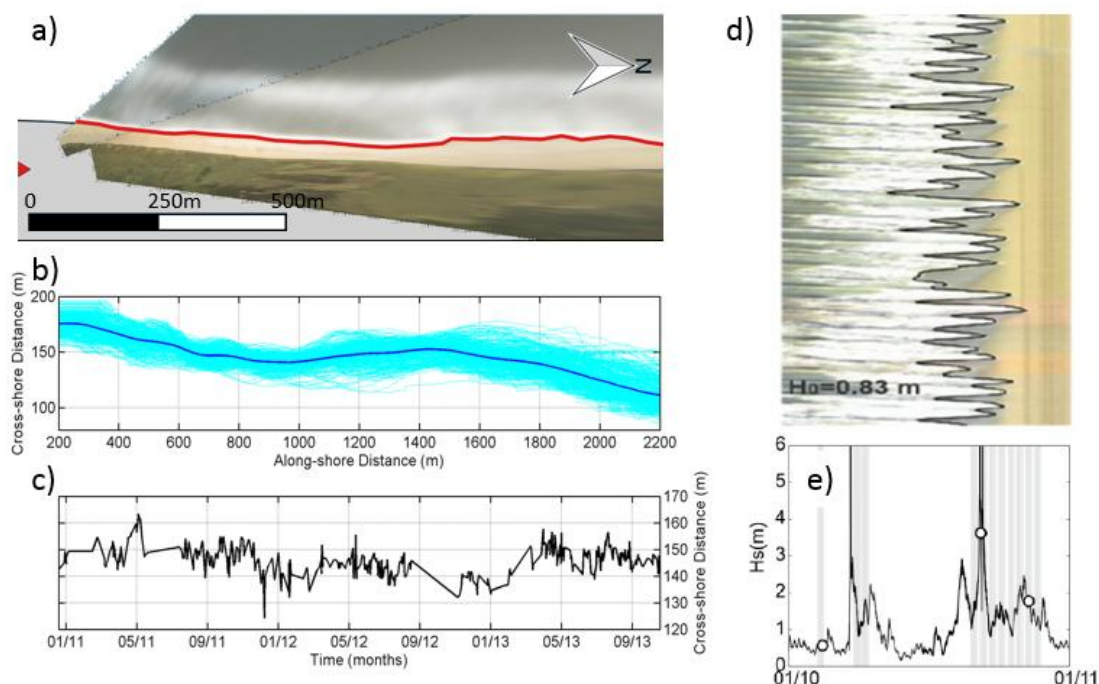 a)
N
0 250m 500m
b)
Cross-shore Distance (m)
200
150
100
200 400 600 800 1000 1200 1400 1600 1800 2000 2200
Along-shore Distance (m)
c)
170
160
150
140
130
120
Cross-shore Distance (m)
01/11 05/11 09/11 01/12 05/12 09/12 01/13 05/13 09/13
Time (months)
d)
H₀=0.83 m
e)
Hs(m)
6
5
4
3
2
1
0
01/10 01/11